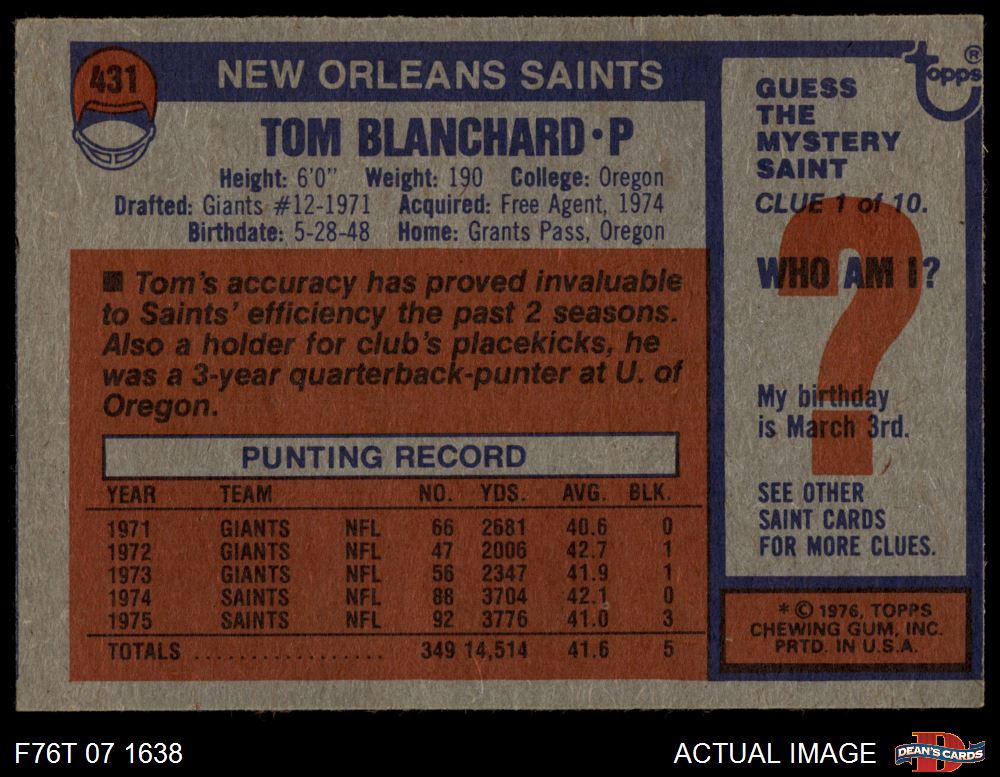 431
NEW ORLEANS SAINTS
TOM BLANCHARD•P
Height: 6'0" Weight: 190 College: Oregon
Drafted: Giants #12-1971 Acquired: Free Agent, 1974
Birthdate: 5-28-48 Home: Grants Pass, Oregon
■ Tom's accuracy has proved invaluable
to Saints' efficiency the past 2 seasons.
Also a holder for club's placekicks, he
was a 3-year quarterback-punter at U. of
Oregon.
PUNTING RECORD
YEAR TEAM NO. YDS. AVG. BLK.
1971 GIANTS NFL 66 2681 40.6 0
1972 GIANTS NFL 47 2006 42.7 1
1973 GIANTS NFL 56 2347 41.9 1
1974 SAINTS NFL 88 3704 42.1 0
1975 SAINTS NFL 92 3776 41.0 3
TOTALS .................. 349 14,514 41.6 5
Topps ®
GUESS
THE
MYSTERY
SAINT
CLUE 1 of 10.
?
WHO AM I?
My birthday
is March 3rd.
SEE OTHER
SAINT CARDS
FOR MORE CLUES.
* © 1976, TOPPS
CHEWING GUM, INC.
PRTD. IN U.S.A.
F76T 07 1638
ACTUAL IMAGE
D
DEAN'S CARDS